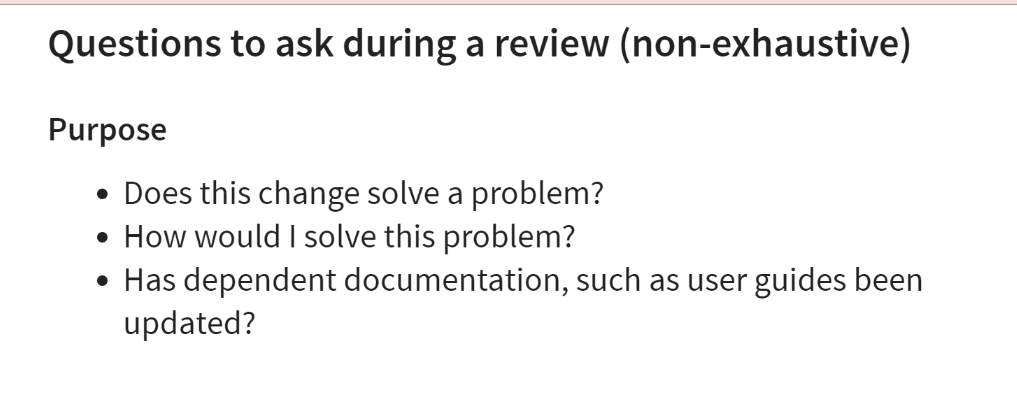 Questions to ask during a review (non-exhaustive)
Purpose
• Does this change solve a problem?
• How would I solve this problem?
• Has dependent documentation, such as user guides been
updated?